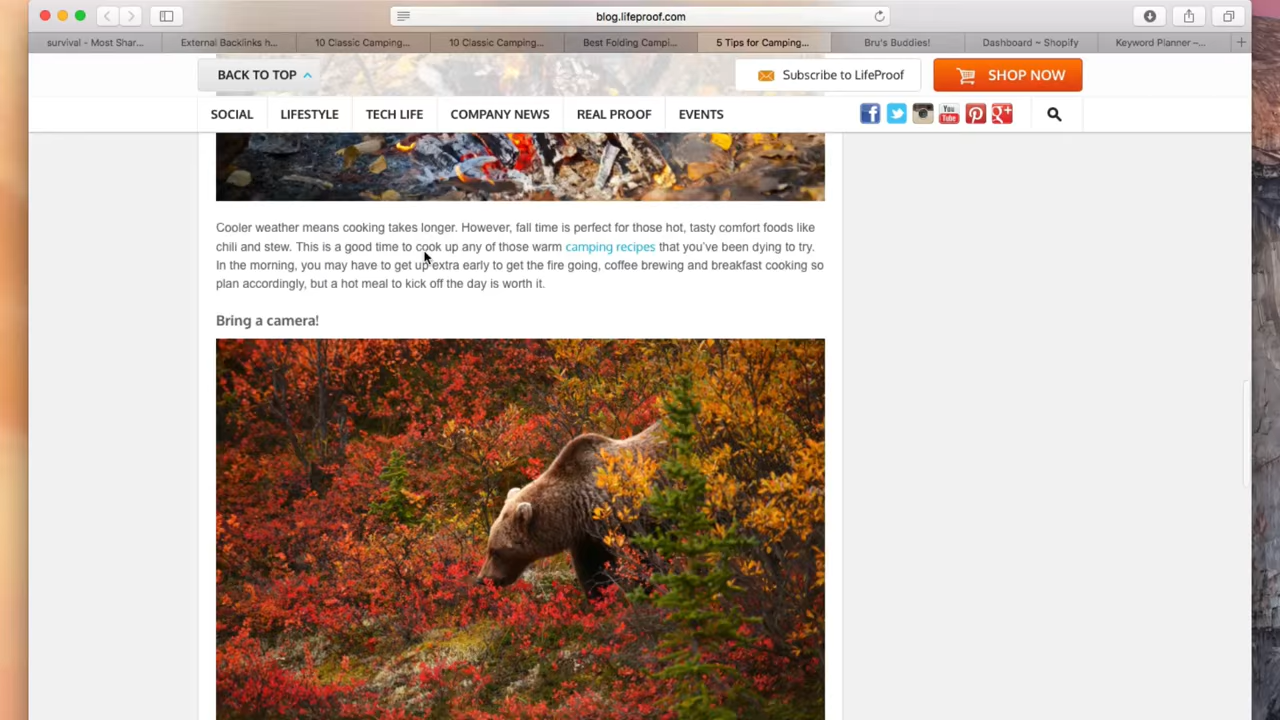 blog.lifeproof.com
survival - Most Shar...
External Backlinks h...
10 Classic Camping...
10 Classic Camping...
Best Folding Campi...
5 Tips for Camping...
Bru's Buddies!
Dashboard ~ Shopify
Keyword Planner –...
BACK TO TOP
Subscribe to LifeProof
SHOP NOW
SOCIAL
LIFESTYLE
TECH LIFE
COMPANY NEWS
REAL PROOF
EVENTS
You Tube
Cooler weather means cooking takes longer. However, fall time is perfect for those hot, tasty comfort foods like
chili and stew. This is a good time to cook up any of those warm camping recipes that you've been dying to try.
In the morning, you may have to get up extra early to get the fire going, coffee brewing and breakfast cooking so
plan accordingly, but a hot meal to kick off the day is worth it.
Bring a camera!